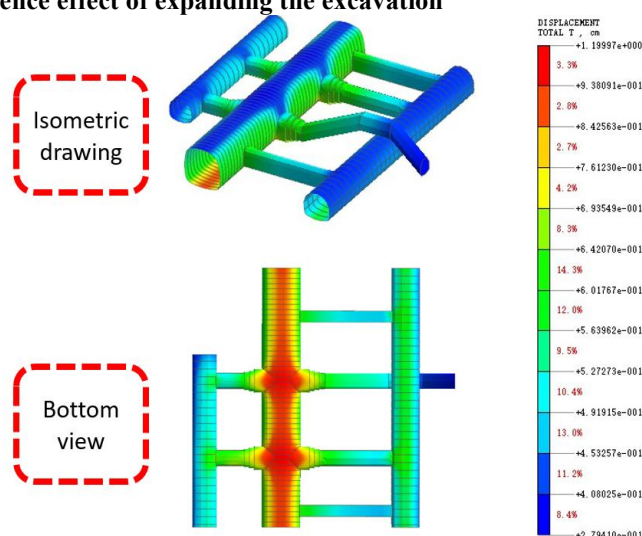 ence effect of expanding the excavation
Isometric
drawing
Bottom
view
DISPLACEMENT
TOTAL T , cm
+1.19997e+000
3.3%
+9.38091e-001
2.8%
+8.42563e-001
2.7%
+7.61230e-001
4.2%
+6.93549e-001
8.3%
+6.42070e-001
14.3%
+6.01767e-001
12.0%
+5.63962e-001
9.5%
+5.27273e-001
10.4%
+4.91915e-001
13.0%
+4.53257e-001
11.2%
+4.08025e-001
8.4%
+2.79410e-001